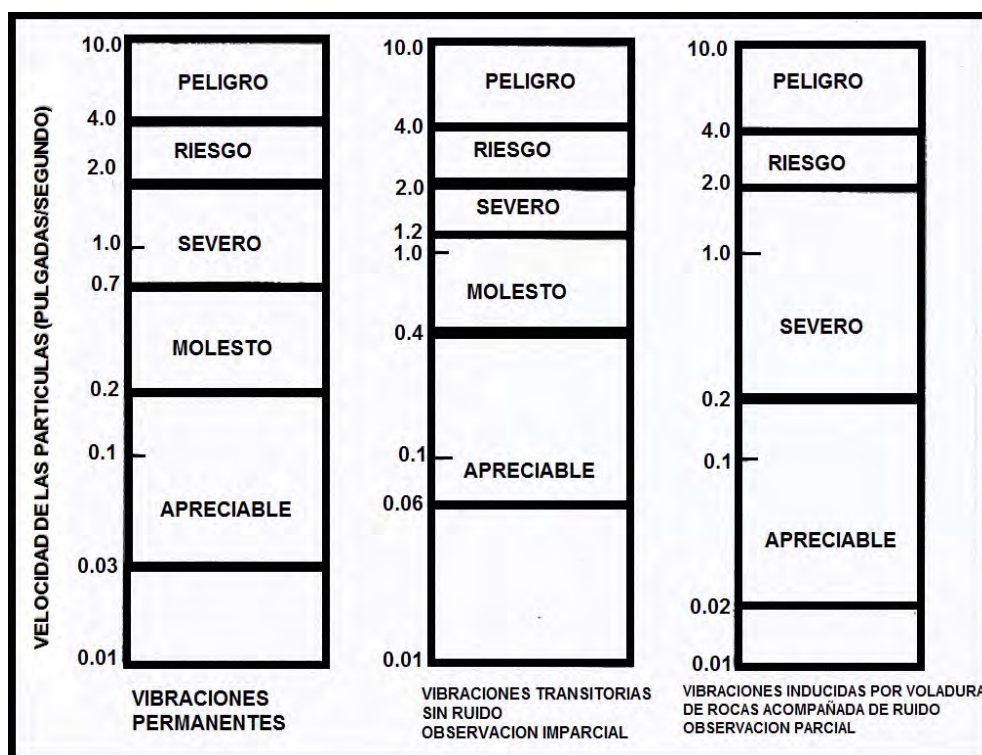 VELOCIDAD DE LAS PARTICULAS (PULGADAS/SEGUNDO)
10.0
PELIGRO
4.0
RIESGO
2.0
SEVERO
1.0
0.7
MOLESTO
0.2
0.1
APRECIABLE
0.03
0.01
VIBRACIONES
PERMANENTES
10.0
PELIGRO
4.0
RIESGO
2.0
SEVERO
1.2
1.0
MOLESTO
0.4
0.1
APRECIABLE
0.06
0.01
VIBRACIONES TRANSITORIAS
SIN RUIDO
OBSERVACION IMPARCIAL
10.0
PELIGRO
4.0
RIESGO
2.0
1.0
SEVERO
0.2
0.1
APRECIABLE
0.02
0.01
VIBRACIONES INDUCIDAS POR VOLADURA
DE ROCAS ACOMPAÑADA DE RUIDO
OBSERVACION PARCIAL